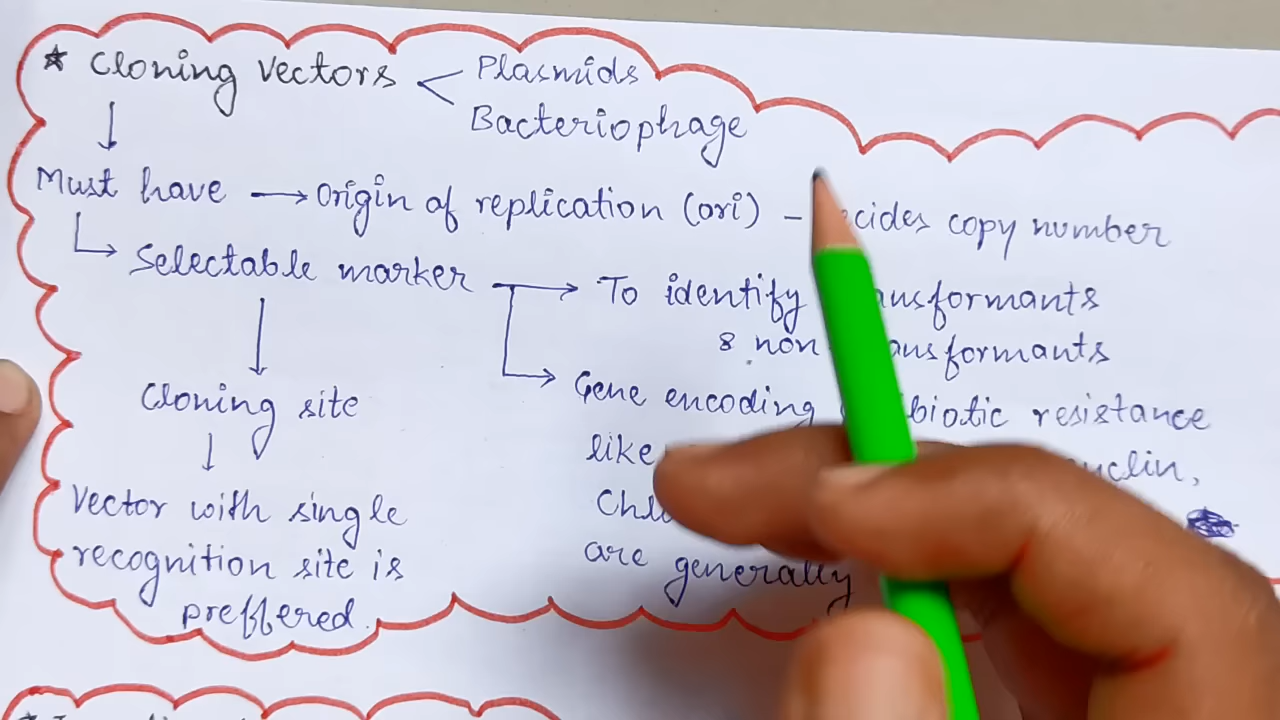 * Cloning vectors < Plasmids
Bacteriophage
Must have → Origin of replication (ori) - cides copy number
Selectable marker → To identify ansformants
& non ansformants
→ Gene encoding biotic resistance
like
are generally
Cloning site
Vector with single
recognition site is
preffered.